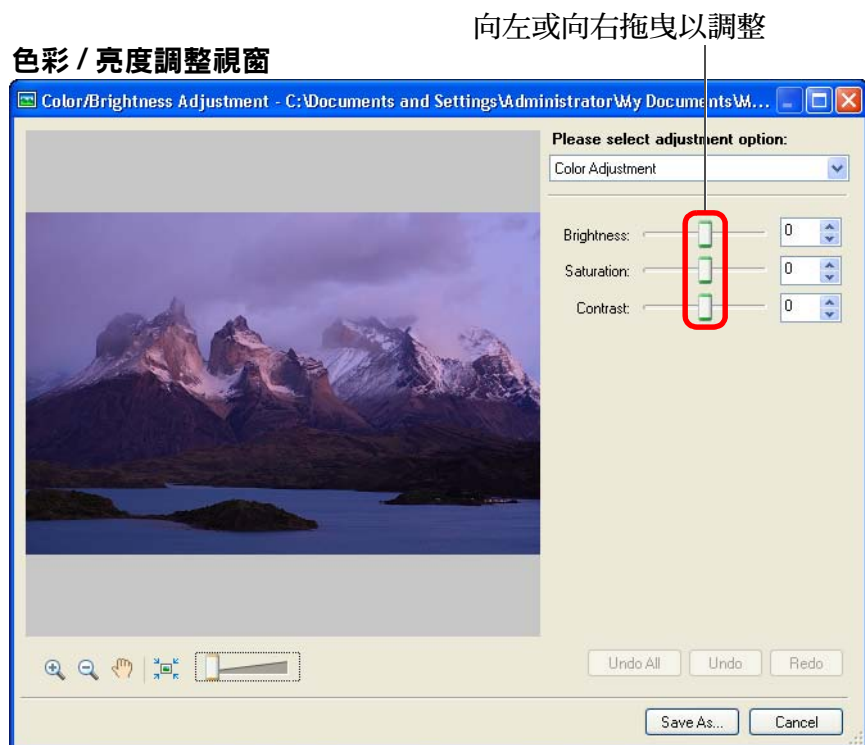 向左或向右拖曳以調整
色彩 / 亮度調整視窗
Color/Brightness Adjustment - C:\Documents and Settings\Administrator\My Documents\M...
Please select adjustment option:
Color Adjustment
Brightness: 0
Saturation: 0
Contrast: 0
Undo All Undo Redo
Save As... Cancel